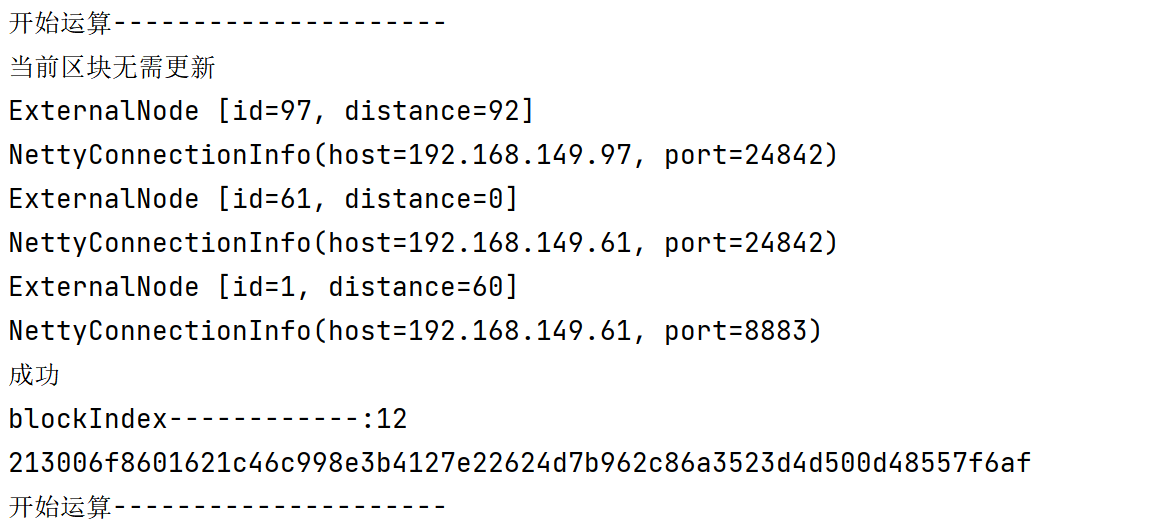 开始运算---------------------
当前区块无需更新
ExternalNode [id=97, distance=92]
NettyConnectionInfo(host=192.168.149.97, port=24842)
ExternalNode [id=61, distance=0]
NettyConnectionInfo(host=192.168.149.61, port=24842)
ExternalNode [id=1, distance=60]
NettyConnectionInfo(host=192.168.149.61, port=8883)
成功
blockIndex------------:12
213006f8601621c46c998e3b4127e22624d7b962c86a3523d4d500d48557f6af
开始运算---------------------